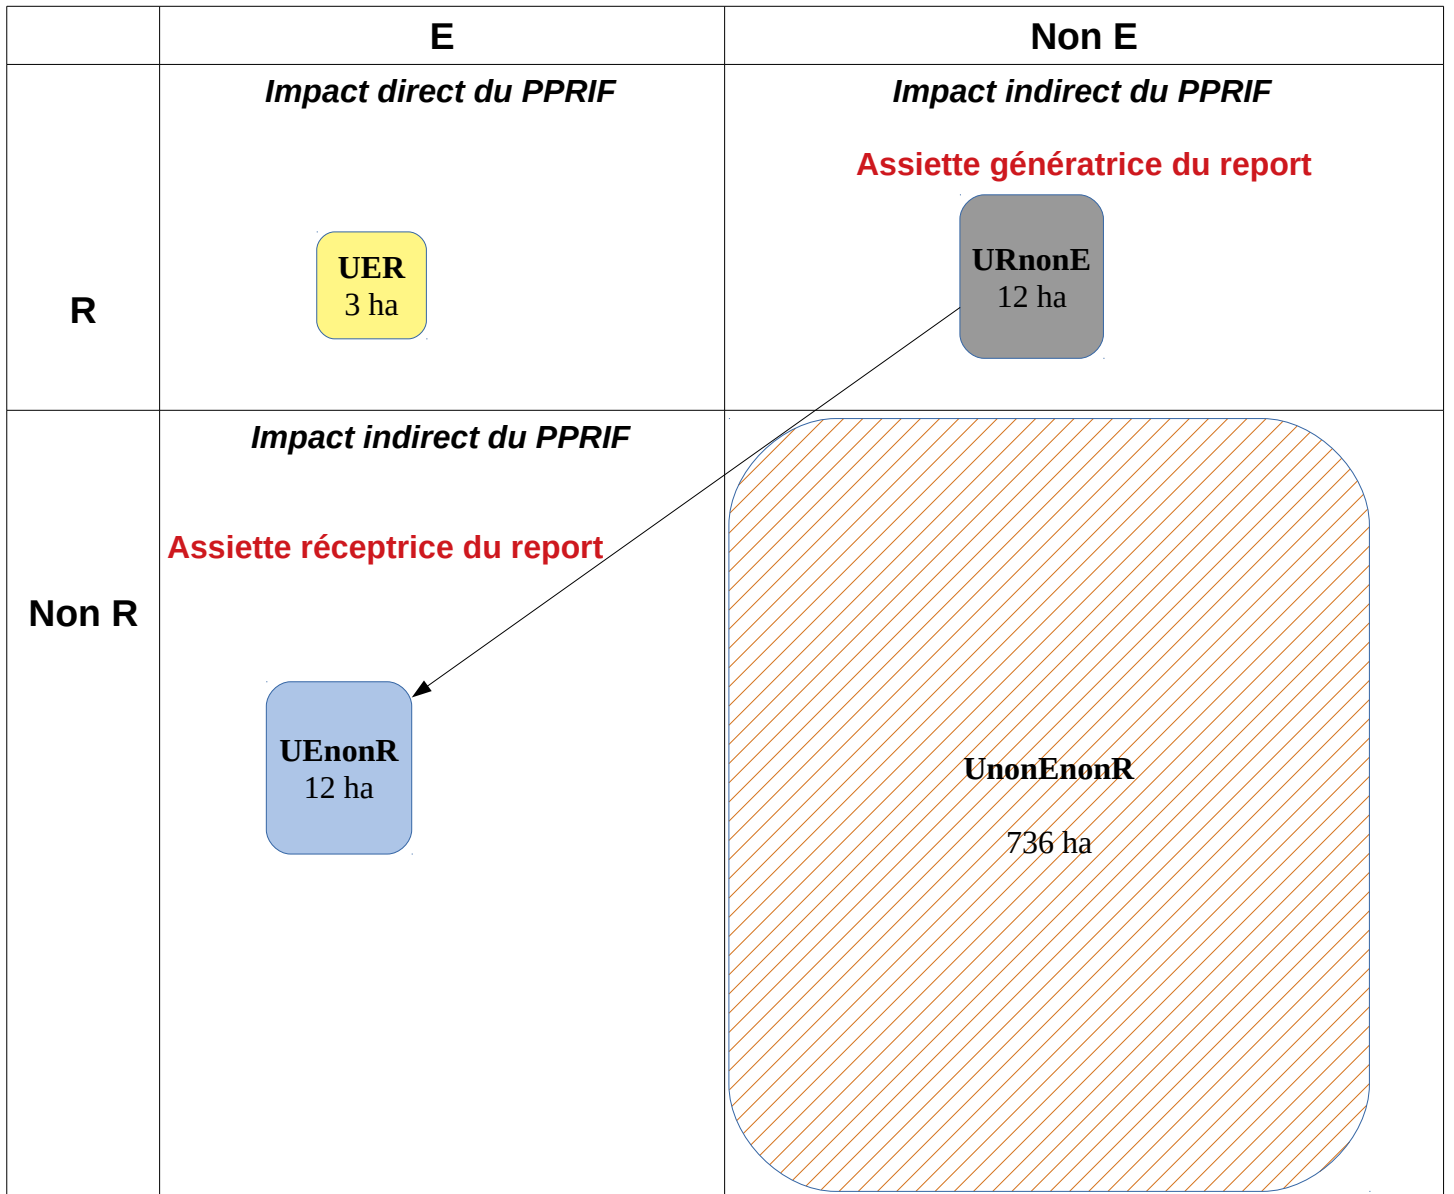 E
Non E
Impact direct du PPRIF
Impact indirect du PPRIF
Assiette génératrice du report
R
UER
3 ha
URnonE
12 ha
Impact indirect du PPRIF
Assiette réceptrice du report
Non R
UEnonR
12 ha
UnonEnonR
736 ha